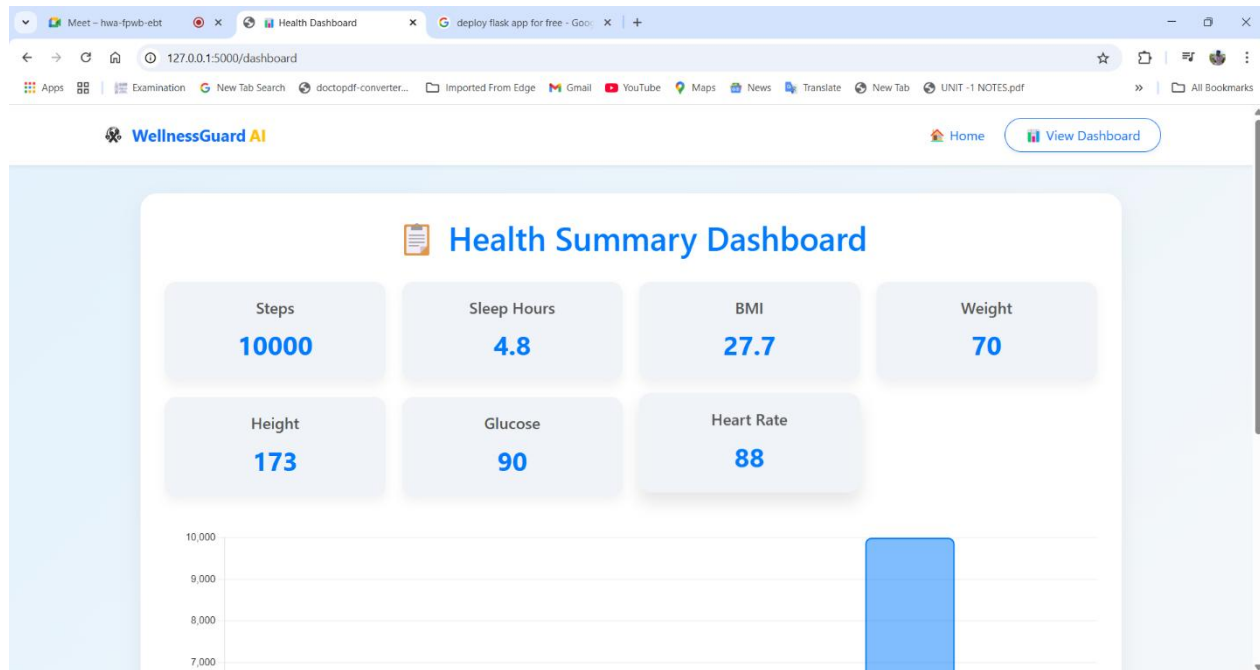 Meet – hwa-fpwb-ebt Health Dashboard deploy flask app for free - Goo
127.0.0.1:5000/dashboard
Apps Examination New Tab Search doctopdf-converter... Imported From Edge Gmail YouTube Maps News Translate New Tab UNIT -1 NOTES.pdf » All Bookmarks
WellnessGuard AI Home View Dashboard
Health Summary Dashboard
Steps Sleep Hours BMI Weight
10000 4.8 27.7 70
Height Glucose Heart Rate
173 90 88
10,000
9,000
8,000
7,000